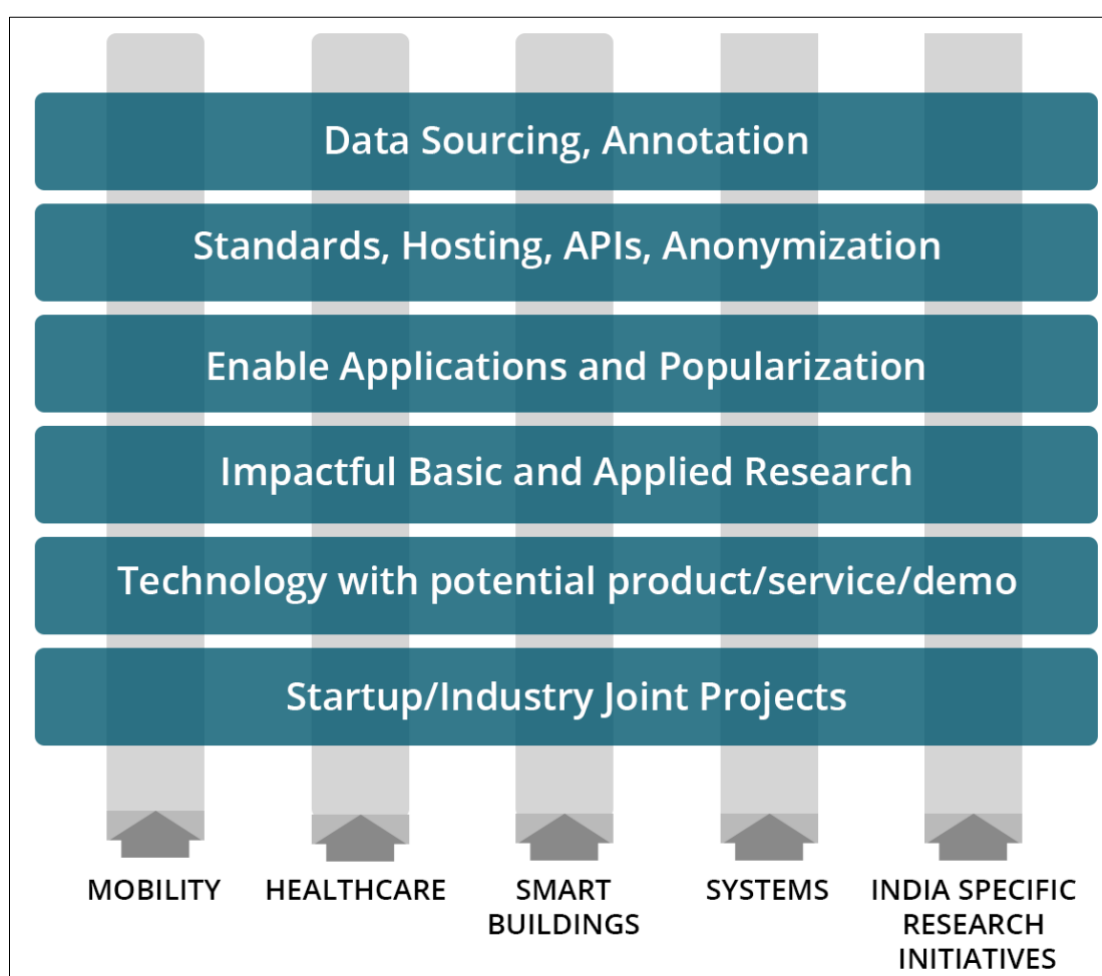 Data Sourcing, Annotation
Standards, Hosting, APIs, Anonymization
Enable Applications and Popularization
Impactful Basic and Applied Research
Technology with potential product/service/demo
Startup/Industry Joint Projects
MOBILITY
HEALTHCARE
SMART
BUILDINGS
SYSTEMS
INDIA SPECIFIC
RESEARCH
INITIATIVES